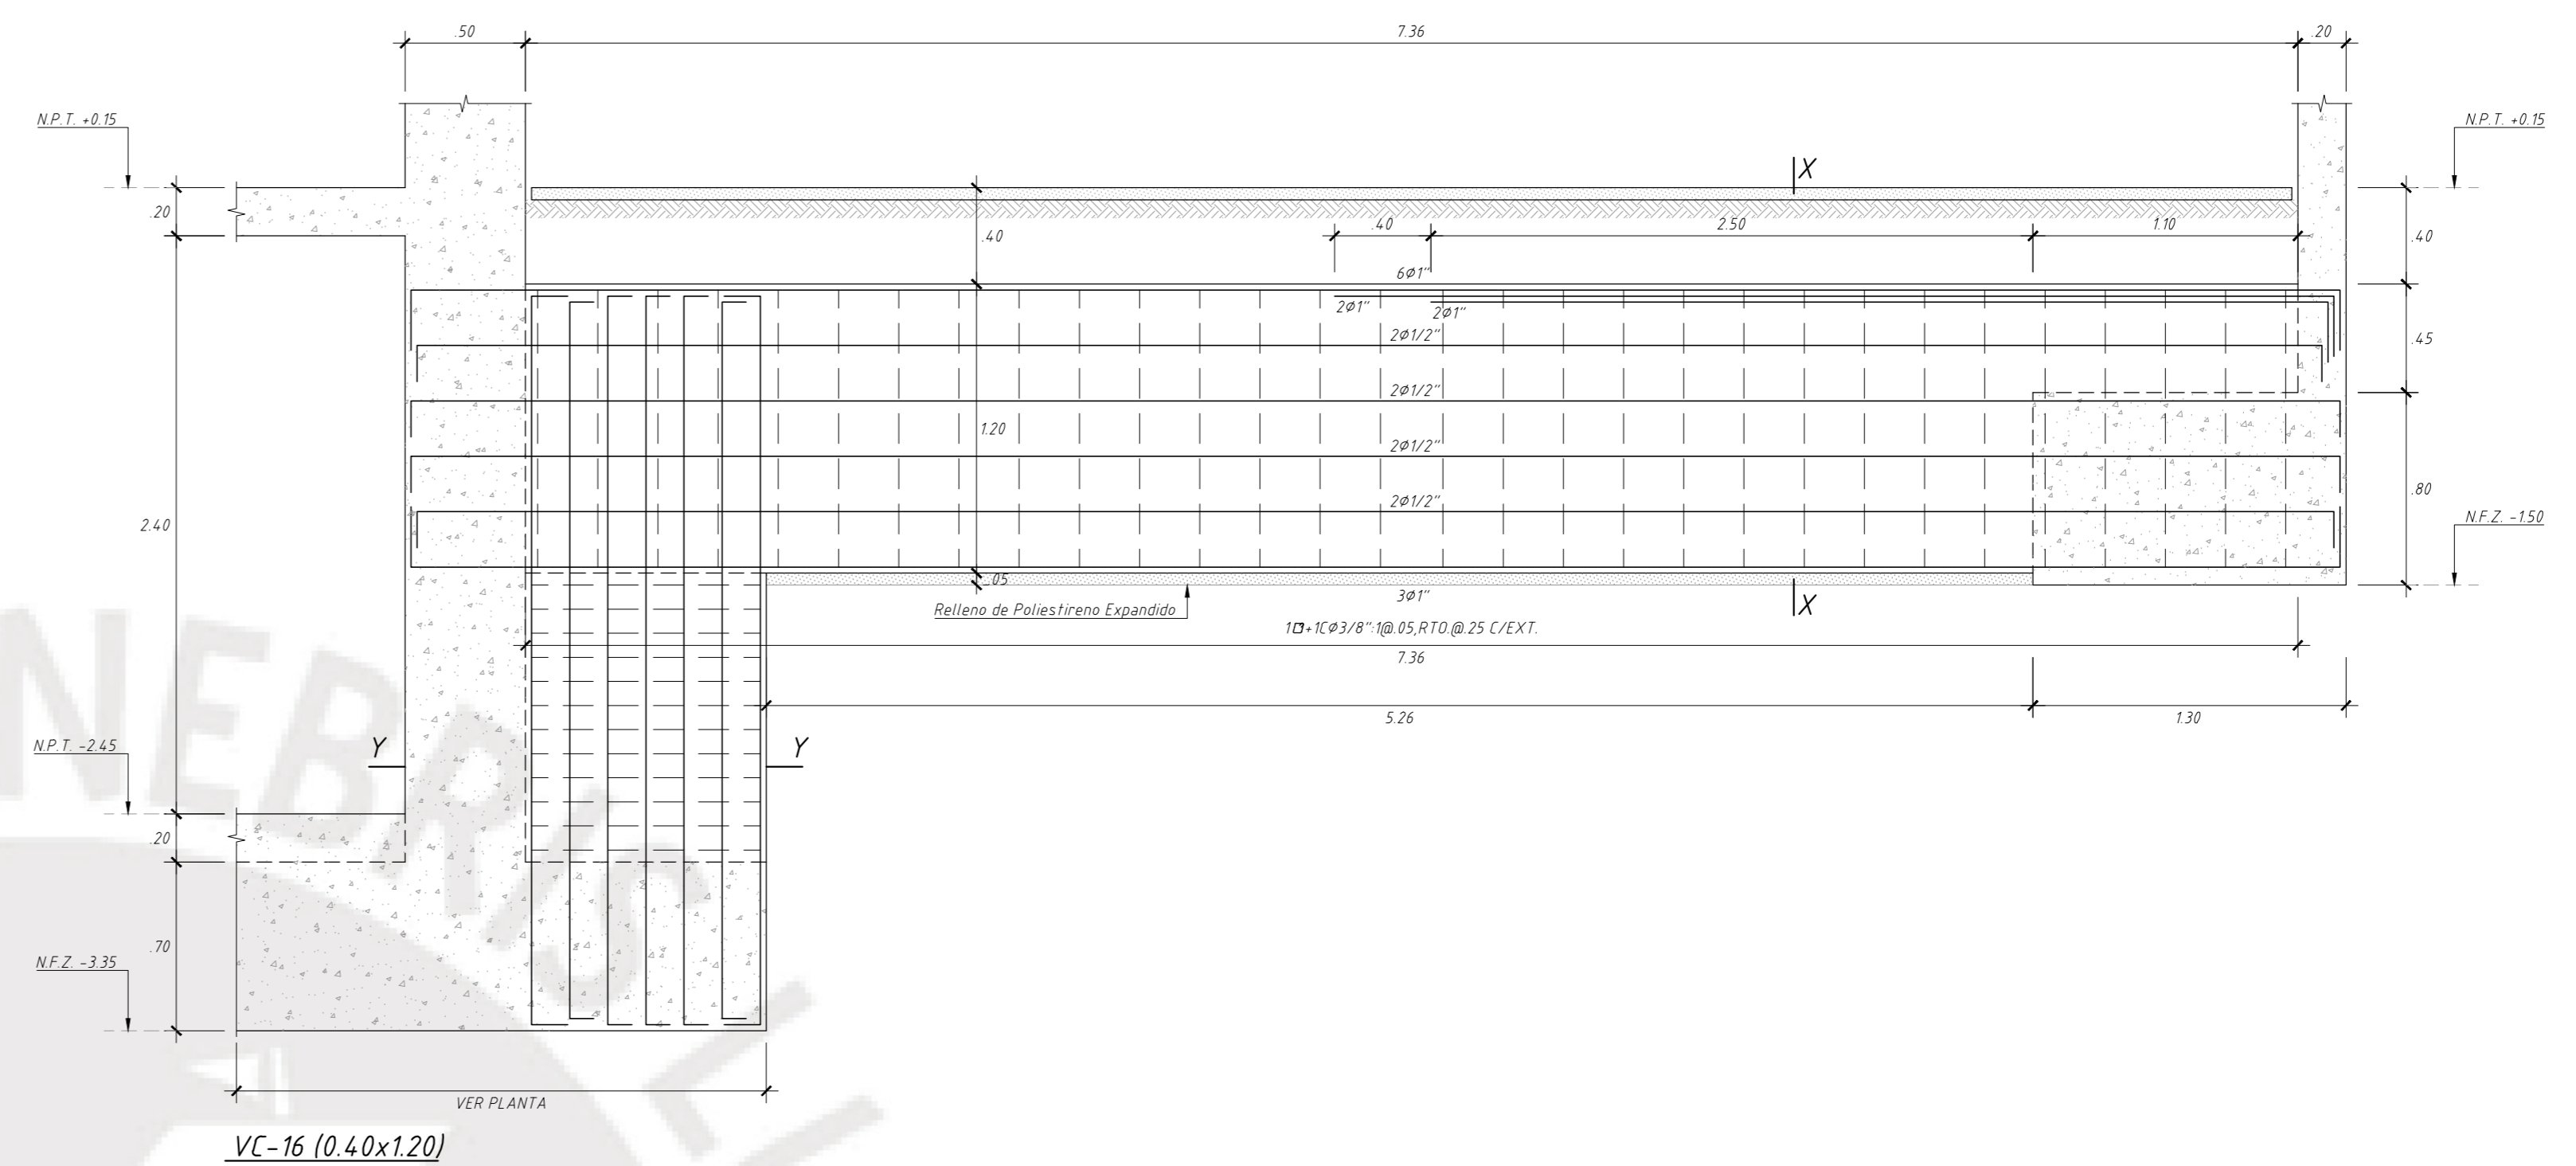 .50
7.36
.20
N.P.T. +0.15
N.P.T. +0.15
X
.20
.40
.40
2.50
1.10
.40
6Ø1"
2Ø1"
2Ø1"
2Ø1/2"
.45
2Ø1/2"
1.20
2Ø1/2"
.80
2Ø1/2"
2.40
N.F.Z. -1.50
.05
3Ø1"
Relleno de Poliestireno Expandido
X
1□+1CØ3/8":1@.05,RTO.@.25 C/EXT.
7.36
5.26
1.30
N.P.T. -2.45
Y
Y
.20
.70
N.F.Z. -3.35
VER PLANTA
VC-16 (0.40x1.20)
NEBRIS